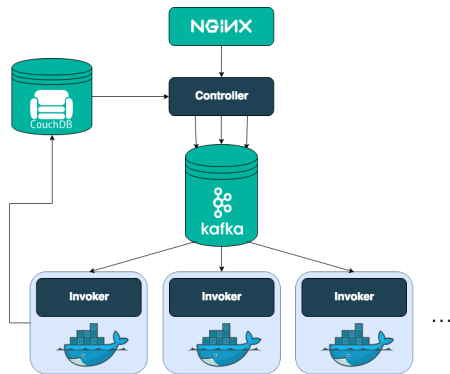 NGINX
Controller
CouchDB
kafka
Invoker
Invoker
Invoker
...